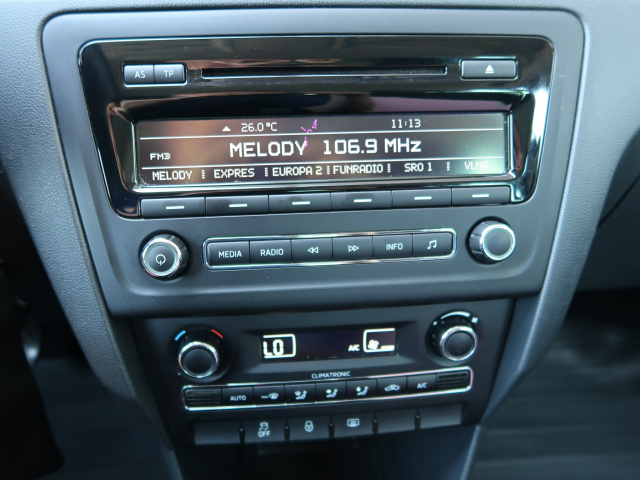 AS TP
26.0 °C 11:13
FM3 MELODY 106.9 MHz
MELODY EXPRES EUROPA 2 FUNRADIO SRO 1 VLNA
MEDIA RADIO INFO
LO A/C
CLIMATRONIC
AUTO A/C
OFF